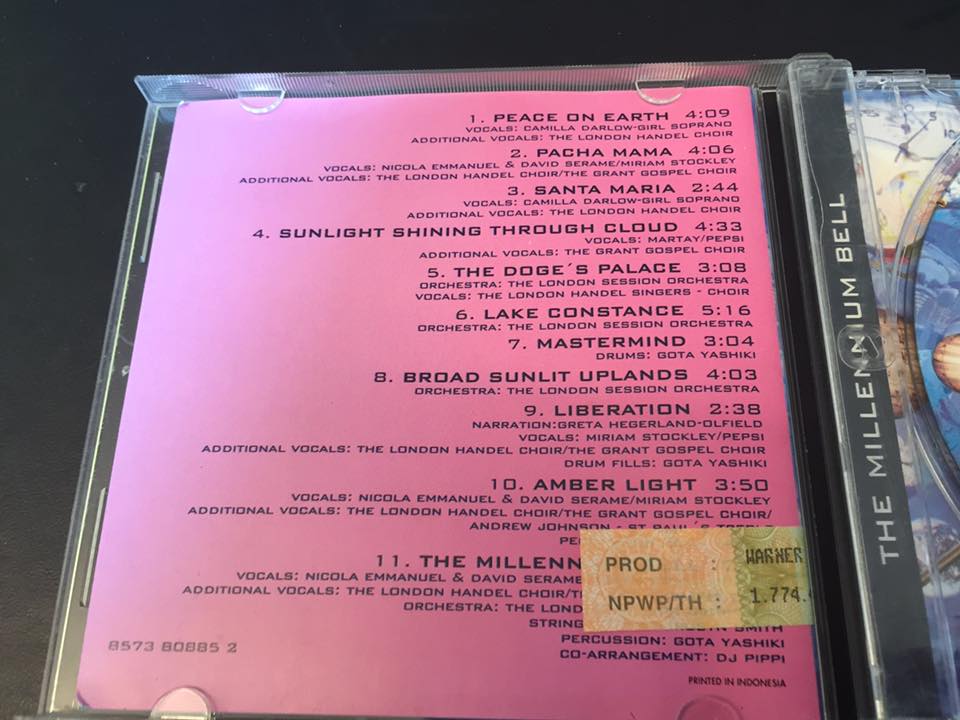 1. PEACE ON EARTH 4:09
VOCALS: CAMILLA DARLOW-GIRL SOPRANO
ADDITIONAL VOCALS: THE LONDON HANDEL CHOIR
2. PACHA MAMA 4:06
VOCALS: NICOLA EMMANUEL & DAVID SERAME/MIRIAM STOCKLEY
ADDITIONAL VOCALS: THE LONDON HANDEL CHOIR/THE GRANT GOSPEL CHOIR
3. SANTA MARIA 2:44
VOCALS: CAMILLA DARLOW-GIRL SOPRANO
ADDITIONAL VOCALS: THE LONDON HANDEL CHOIR
4. SUNLIGHT SHINING THROUGH CLOUD 4:33
VOCALS: MARTAY/PEPSI
ADDITIONAL VOCALS: THE GRANT GOSPEL CHOIR
5. THE DOGE´S PALACE 3:08
ORCHESTRA: THE LONDON SESSION ORCHESTRA
VOCALS: THE LONDON HANDEL SINGERS - CHOIR
6. LAKE CONSTANCE 5:16
ORCHESTRA: THE LONDON SESSION ORCHESTRA
7. MASTERMIND 3:04
DRUMS: GOTA YASHIKI
8. BROAD SUNLIT UPLANDS 4:03
ORCHESTRA: THE LONDON SESSION ORCHESTRA
9. LIBERATION 2:38
NARRATION:GRETA HEGERLAND-OLFIELD
VOCALS: MIRIAM STOCKLEY/PEPSI
ADDITIONAL VOCALS: THE LONDON HANDEL CHOIR/THE GRANT GOSPEL CHOIR
DRUM FILLS: GOTA YASHIKI
10. AMBER LIGHT 3:50
VOCALS: NICOLA EMMANUEL & DAVID SERAME/MIRIAM STOCKLEY
ADDITIONAL VOCALS: THE LONDON HANDEL CHOIR/THE GRANT GOSPEL CHOIR/
ANDREW JOHNSON - ST PAUL´S
11. THE
VOCALS: NICOLA EMMANUEL & DAVID SERAME
ADDITIONAL VOCALS: THE LONDON HANDEL CHOIR/
ORCHESTRA: THE
SMITH
PERCUSSION: GOTA YASHIKI
CO-ARRANGEMENT: DJ PIPPI
8573 80885 2
PRINTED IN INDONESIA
PROD : WARNER
NPWP/TH : 1.774.
THE MILLENNIUM BELL